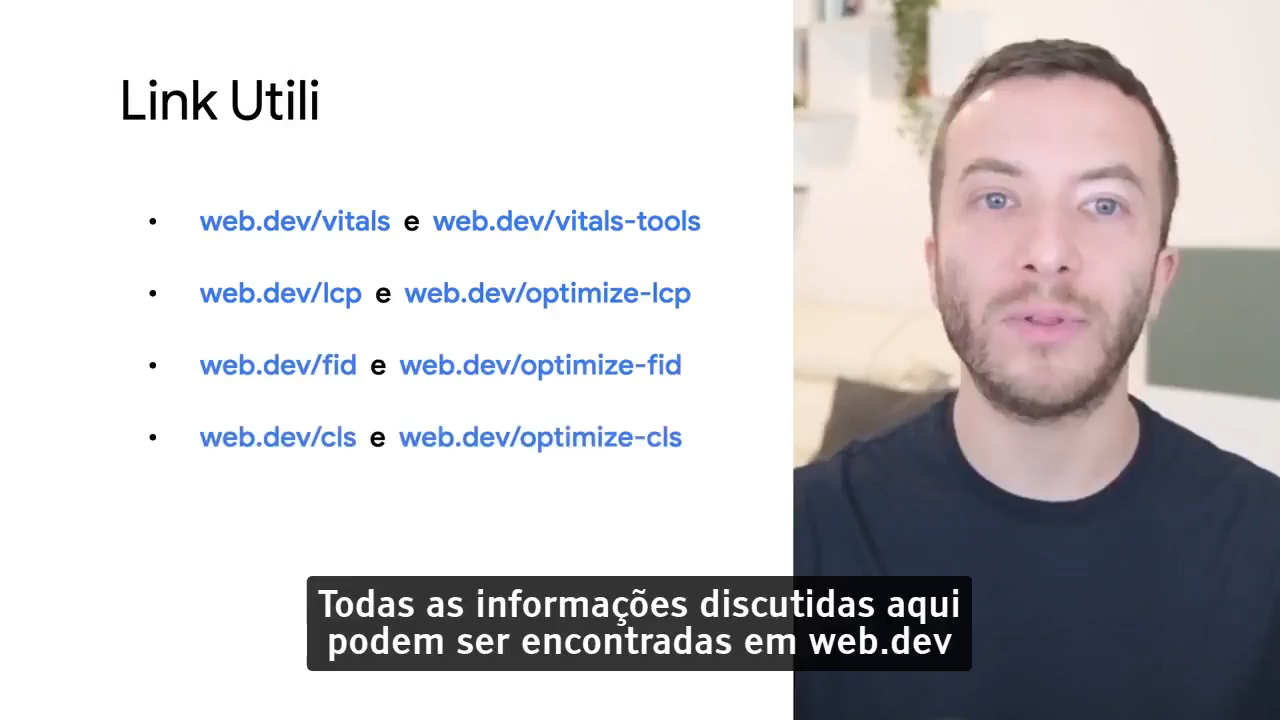 Link Utili
• web.dev/vitals e web.dev/vitals-tools
• web.dev/lcp e web.dev/optimize-lcp
• web.dev/fid e web.dev/optimize-fid
• web.dev/cls e web.dev/optimize-cls
Todas as informações discutidas aqui
podem ser encontradas em web.dev